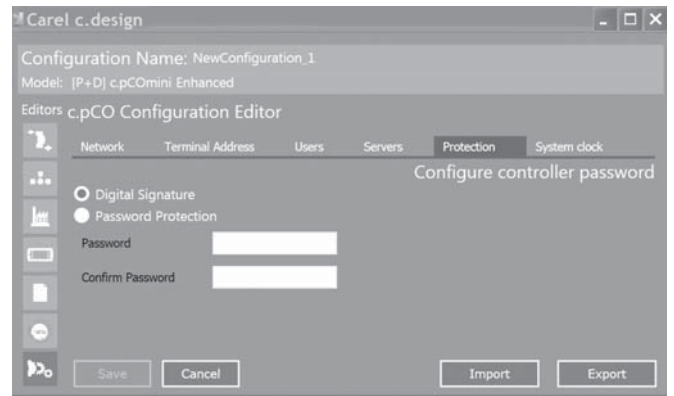 Carel c.design
Configuration Name: NewConfiguration_1
Model: [P+D] c.pCOmini Enhanced
Editors c.pCO Configuration Editor
Network Terminal Address Users Servers Protection System clock
Configure controller password
Digital Signature
Password Protection
Password
Confirm Password
Save Cancel Import Export